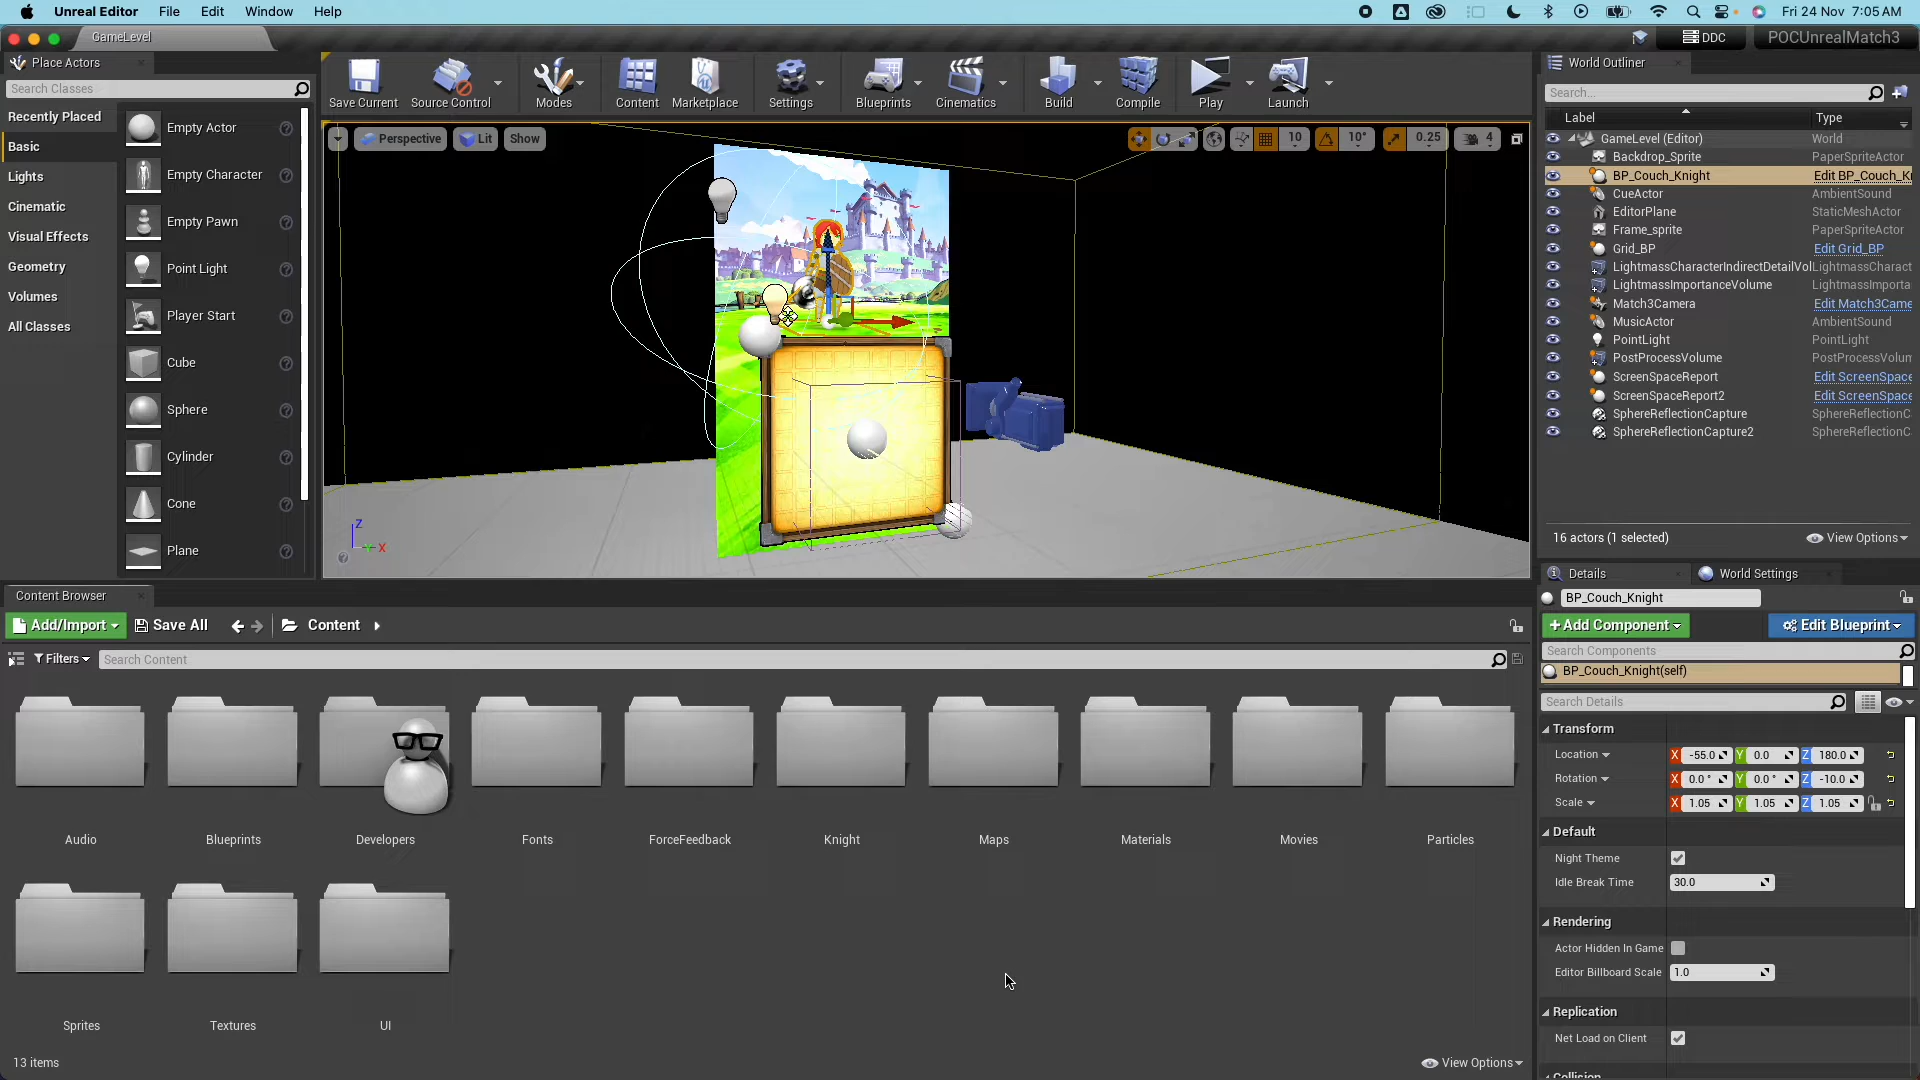 Unreal Editor File Edit Window Help
Fri 24 Nov 7:05 AM
GameLevel
DDC
POCUnrealMatch3
Place Actors
Search Classes
Recently Placed
Basic
Lights
Cinematic
Visual Effects
Geometry
Volumes
All Classes
Empty Actor
Empty Character
Empty Pawn
Point Light
Player Start
Cube
Sphere
Cylinder
Cone
Plane
Save Current
Source Control
Modes
Content
Marketplace
Settings
Blueprints
Cinematics
Build
Compile
Play
Launch
Perspective
Lit
Show
10
10°
0.25
4
Z
Y
X
World Outliner
Search...
Label Type
GameLevel (Editor) World
Backdrop_Sprite PaperSpriteActor
BP_Couch_Knight Edit BP_Couch_K
CueActor AmbientSound
EditorPlane StaticMeshActor
Frame_sprite PaperSpriteActor
Grid_BP Edit Grid_BP
LightmassCharacterIndirectDetailVol LightmassCharact
LightmassImportanceVolume LightmassImporta
Match3Camera Edit Match3Came
MusicActor AmbientSound
PointLight PointLight
PostProcessVolume PostProcessVolum
ScreenSpaceReport Edit ScreenSpace
ScreenSpaceReport2 Edit ScreenSpace
SphereReflectionCapture SphereReflectionC
SphereReflectionCapture2 SphereReflectionC
16 actors (1 selected)
View Options
Content Browser
Add/Import
Save All
Content
Filters
Search Content
Audio
Blueprints
Developers
Fonts
ForceFeedback
Knight
Maps
Materials
Movies
Particles
Sprites
Textures
UI
13 items
View Options
Details
World Settings
BP_Couch_Knight
+Add Component
Edit Blueprint
Search Components
BP_Couch_Knight(self)
Search Details
Transform
Location X -55.0 Y 0.0 Z 180.0
Rotation X 0.0 ° Y 0.0 ° Z -10.0
Scale X 1.05 Y 1.05 Z 1.05
Default
Night Theme
Idle Break Time 30.0
Rendering
Actor Hidden In Game
Editor Billboard Scale 1.0
Replication
Net Load on Client
Collision